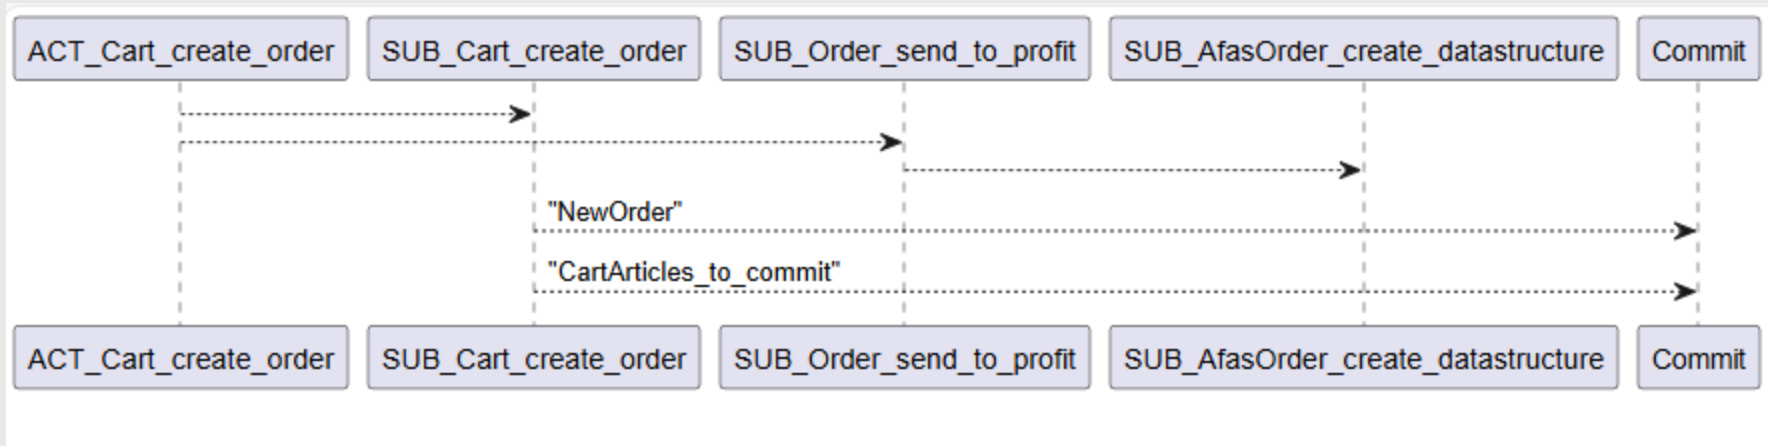 ACT_Cart_create_order
SUB_Cart_create_order
SUB_Order_send_to_profit
SUB_AfasOrder_create_datastructure
Commit
"NewOrder"
"CartArticles_to_commit"
ACT_Cart_create_order
SUB_Cart_create_order
SUB_Order_send_to_profit
SUB_AfasOrder_create_datastructure
Commit